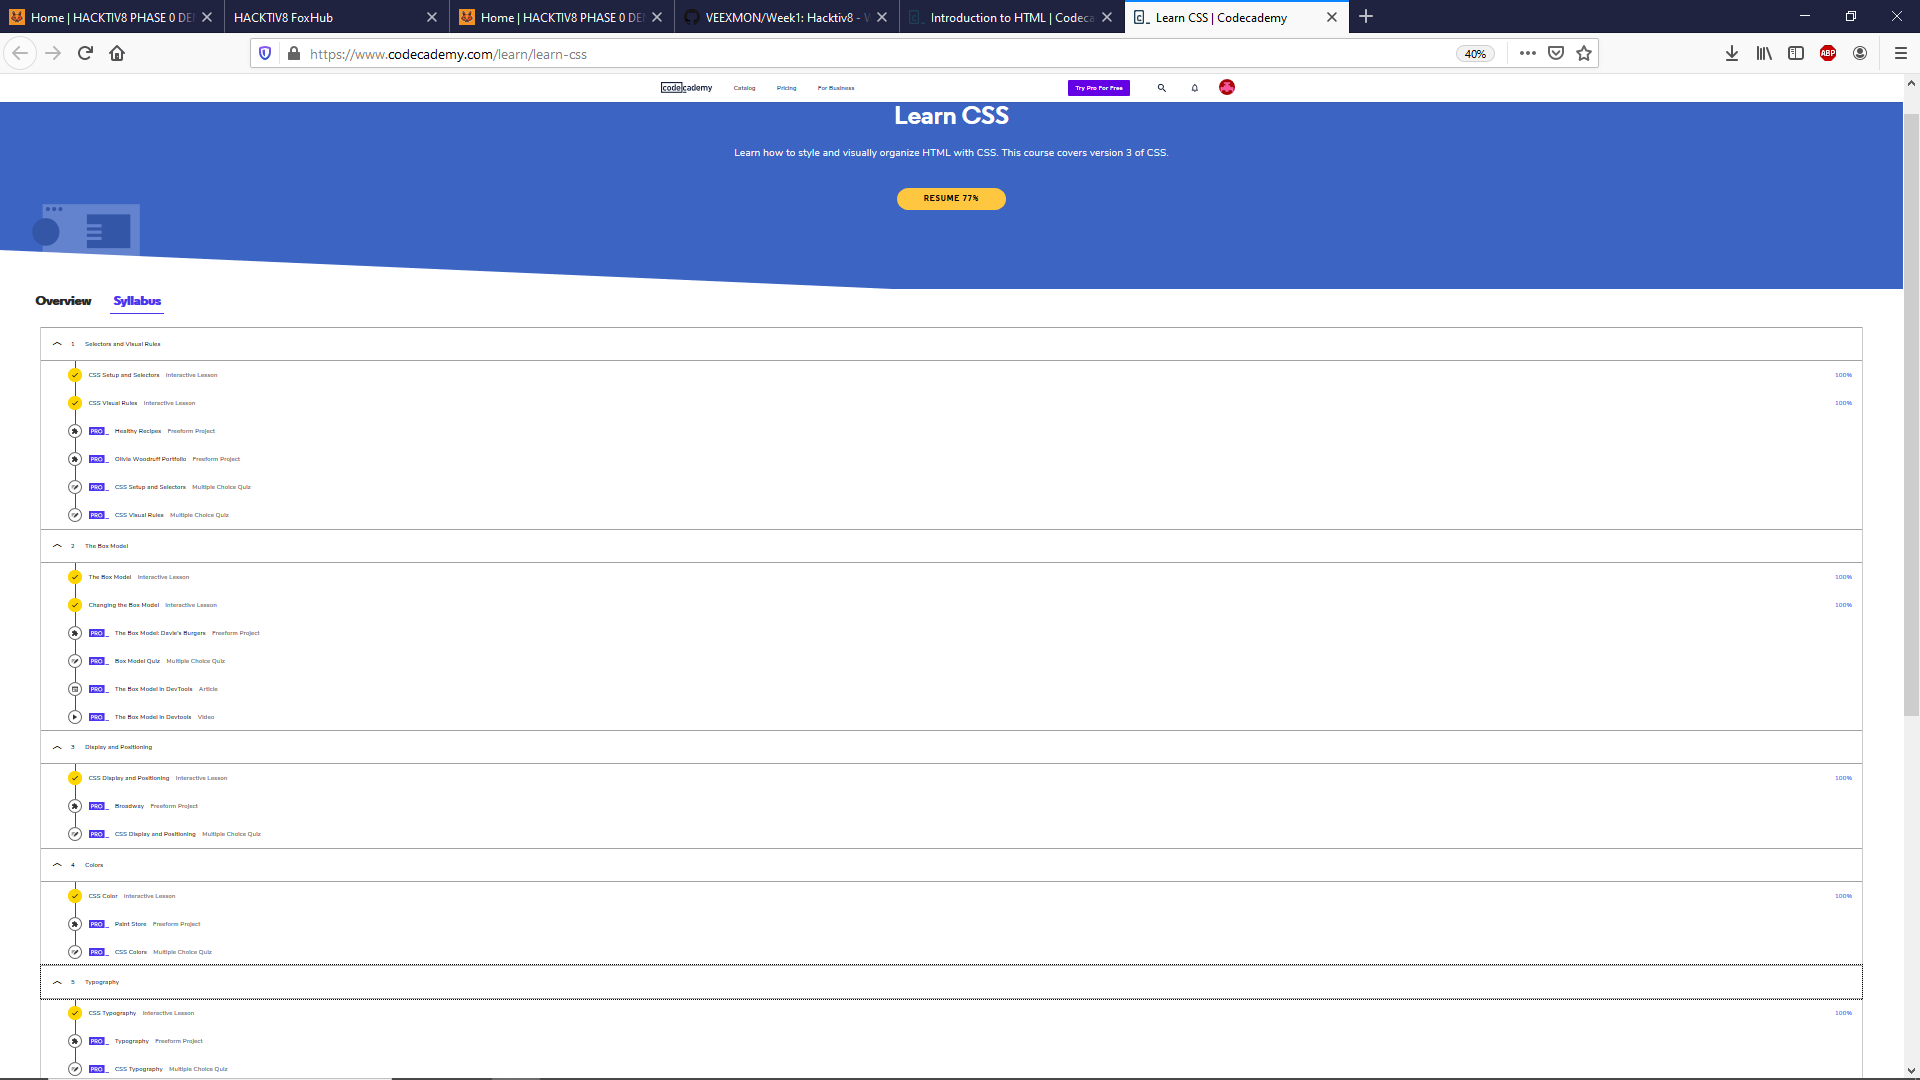 Home | HACKTIV8 PHASE 0 DE
HACKTIV8 FoxHub
Home | HACKTIV8 PHASE 0 DE
VEEXMON/Week1: Hacktiv8 -
Introduction to HTML | Codeca
Learn CSS | Codecademy
https://www.codecademy.com/learn/learn-css
40%
ABP
codecademy
Catalog
Pricing
For Business
Try Pro For Free
Learn CSS
Learn how to style and visually organize HTML with CSS. This course covers version 3 of CSS.
RESUME 77%
Overview Syllabus
1 Selectors and Visual Rules
CSS Setup and Selectors Interactive Lesson 100%
CSS Visual Rules Interactive Lesson 100%
PRO Healthy Recipes Freeform Project
PRO Olivia Woodruff Portfolio Freeform Project
PRO CSS Setup and Selectors Multiple Choice Quiz
PRO CSS Visual Rules Multiple Choice Quiz
2 The Box Model
The Box Model Interactive Lesson 100%
Changing the Box Model Interactive Lesson 100%
PRO The Box Model: Davie's Burgers Freeform Project
PRO Box Model Quiz Multiple Choice Quiz
PRO The Box Model in DevTools Article
PRO The Box Model in Devtools Video
3 Display and Positioning
CSS Display and Positioning Interactive Lesson 100%
PRO Broadway Freeform Project
PRO CSS Display and Positioning Multiple Choice Quiz
4 Colors
CSS Color Interactive Lesson 100%
PRO Paint Store Freeform Project
PRO CSS Colors Multiple Choice Quiz
5 Typography
CSS Typography Interactive Lesson 100%
PRO Typography Freeform Project
PRO CSS Typography Multiple Choice Quiz